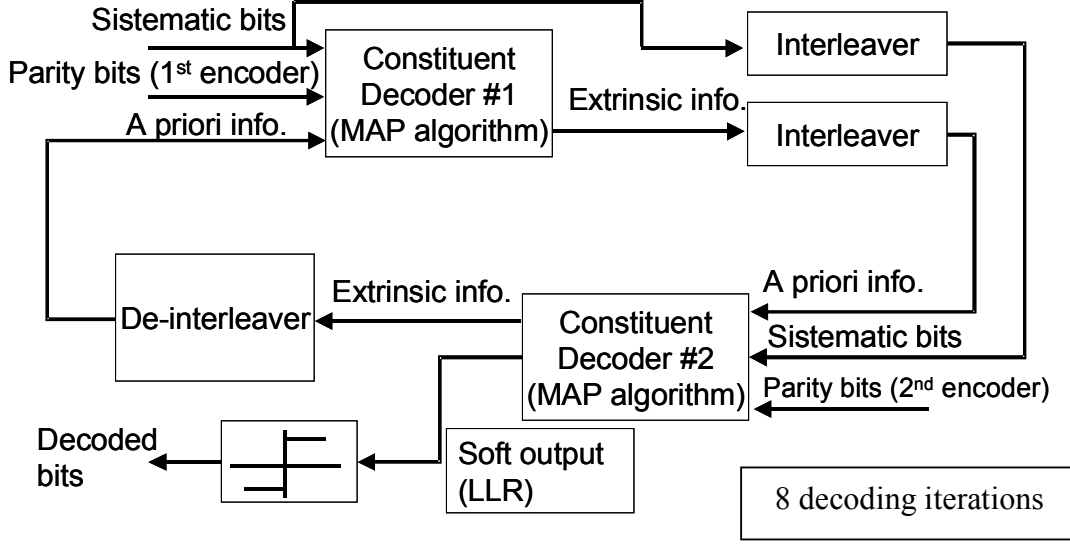 Sistematic bits
Parity bits (1st encoder)
A priori info.
Constituent
Decoder #1
(MAP algorithm)
Extrinsic info.
Interleaver
Interleaver
De-interleaver
Extrinsic info.
Constituent
Decoder #2
(MAP algorithm)
A priori info.
Sistematic bits
Parity bits (2nd encoder)
Decoded
bits
Soft output
(LLR)
8 decoding iterations